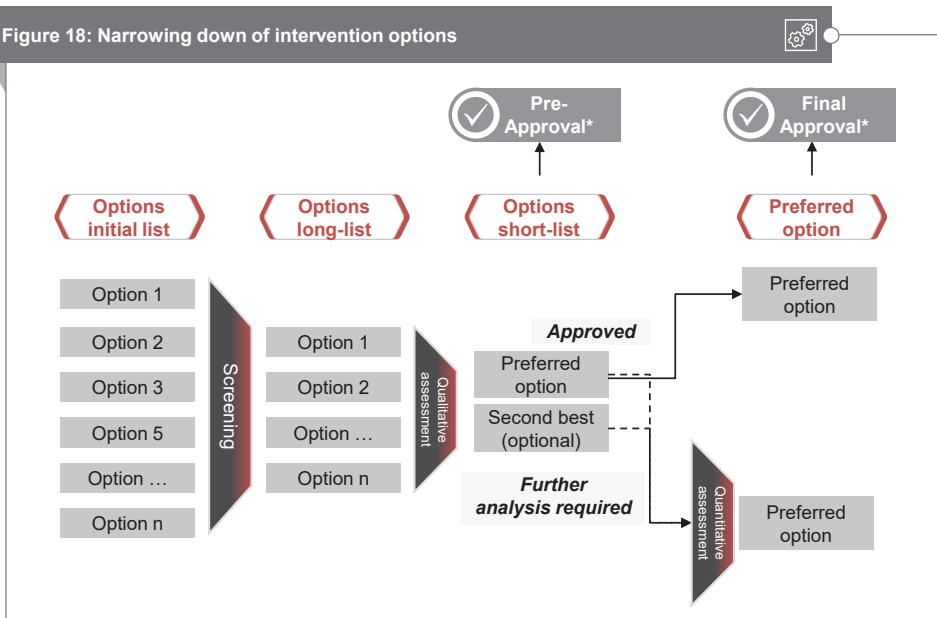 Figure 18: Narrowing down of intervention options
Pre-
Approval*
Final
Approval*
Options
initial list
Options
long-list
Options
short-list
Preferred
option
Option 1
Option 2
Option 3
Option 5
Option …
Option n
Screening
Option 1
Option 2
Option …
Option n
Qualitative
assessment
Approved
Preferred
option
Second best
(optional)
Further
analysis required
Preferred
option
Quantitative
assessment
Preferred
option